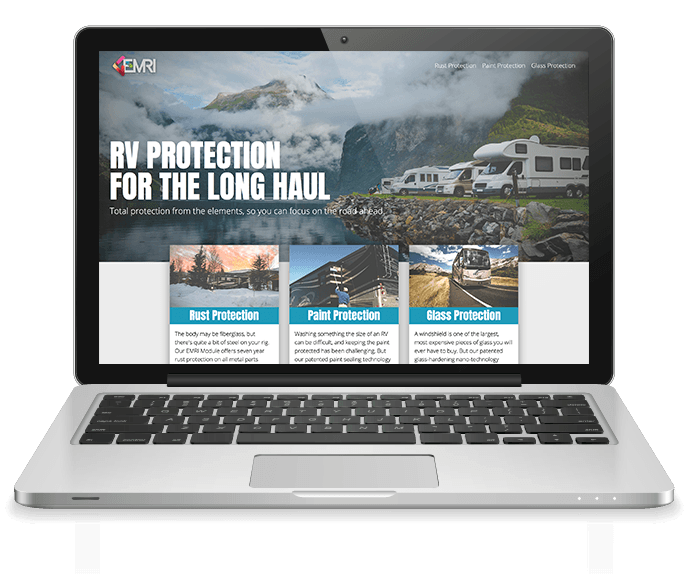 EMRI
Rust Protection Paint Protection Glass Protection
RV PROTECTION
FOR THE LONG HAUL
Total protection from the elements, so you can focus on the road ahead.
Rust Protection
The body may be fiberglass, but
there's quite a bit of steel on your rig.
Our EMRI Module offers seven year
rust protection on all metal parts
Paint Protection
Washing something the size of an RV
can be difficult, and keeping the paint
protected has been challenging. But
our patented paint sealing technology
Glass Protection
A windshield is one of the largest,
most expensive pieces of glass you will
ever have to buy. But our patented
glass-hardening nano-technology